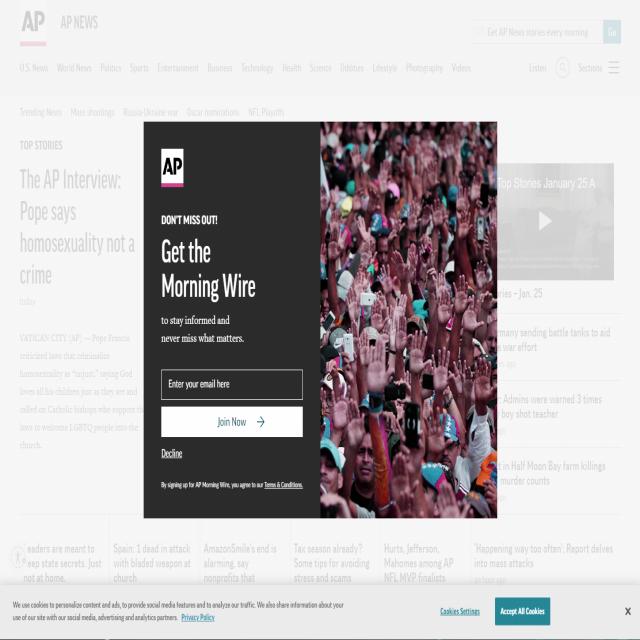 AP
AP NEWS
Get AP News stories every morning
Go
U.S. News World News Politics Sports Entertainment Business Technology Health Science Oddities Lifestyle Photography Videos
Listen
Sections
Trending News Mass shootings Russia-Ukraine war Oscar nominations NFL Playoffs
TOP STORIES
The AP Interview:
Pope says
homosexuality not a
crime
today
VATICAN CITY (AP) — Pope Francis
criticized laws that criminalize
homosexuality as “unjust,” saying God
loves all his children just as they are and
called on Catholic bishops who support th
laws to welcome LGBTQ people into the
church.
AP
DON'T MISS OUT!
Get the
Morning Wire
to stay informed and
never miss what matters.
Enter your email here
Join Now
Decline
By signing up for AP Morning Wire, you agree to our Terms & Conditions.
Top Stories January 25 A
ries – Jan. 25
many sending battle tanks to aid
war effort
: Admins were warned 3 times
boy shot teacher
t in Half Moon Bay farm killings
murder counts
eaders are meant to
eep state secrets. Just
not at home.
Spain: 1 dead in attack
with bladed weapon at
church
AmazonSmile's end is
alarming, say
nonprofits that
Tax season already?
Some tips for avoiding
stress and scams
Hurts, Jefferson,
Mahomes among AP
NFL MVP finalists
'Happening way too often': Report delves
into mass attacks
an hour ago
We use cookies to personalize content and ads, to provide social media features and to analyze our traffic. We also share information about your
use of our site with our social media, advertising and analytics partners. Privacy Policy
Cookies Settings
Accept All Cookies
X